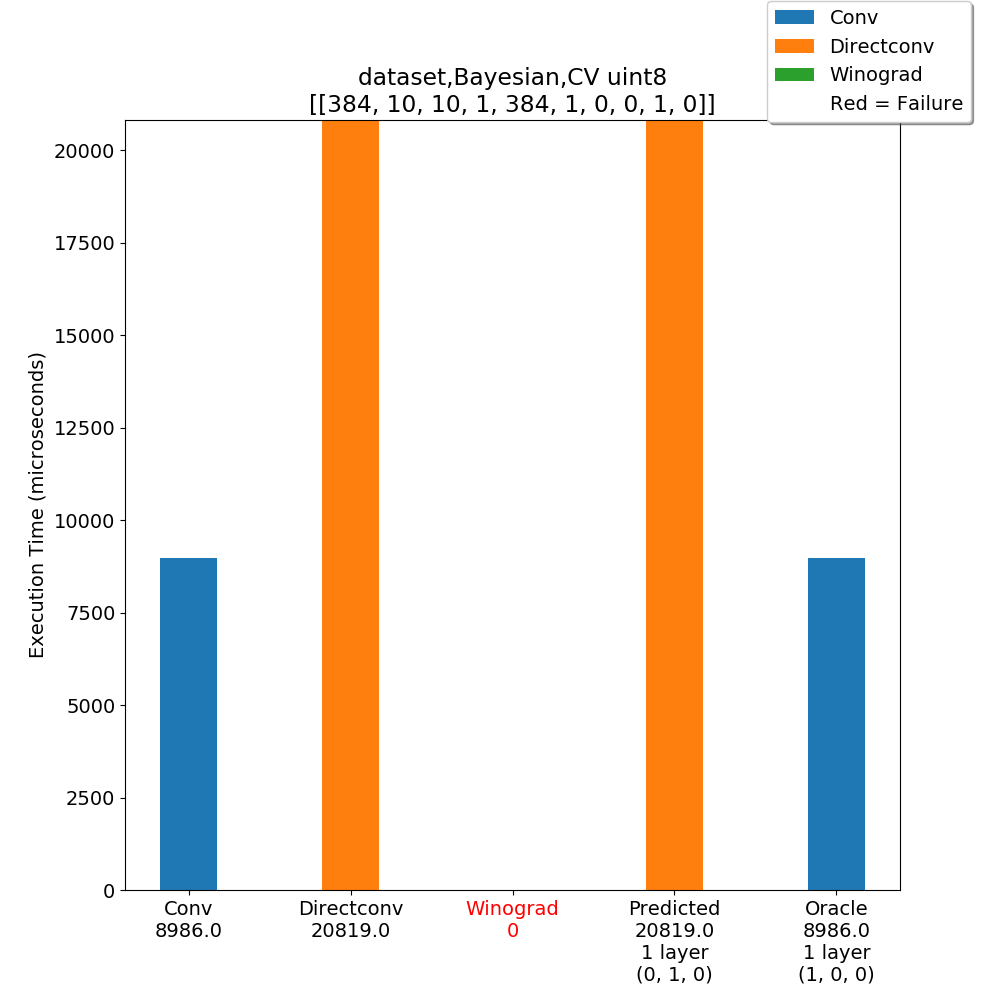 Conv
Directconv
Winograd
Red = Failure
dataset,Bayesian,CV uint8
[[384, 10, 10, 1, 384, 1, 0, 0, 1, 0]]
20000
17500
15000
12500
10000
7500
5000
2500
0
Execution Time (microseconds)
Conv
8986.0
Directconv
20819.0
Winograd
0
Predicted
20819.0
1 layer
(0, 1, 0)
Oracle
8986.0
1 layer
(1, 0, 0)